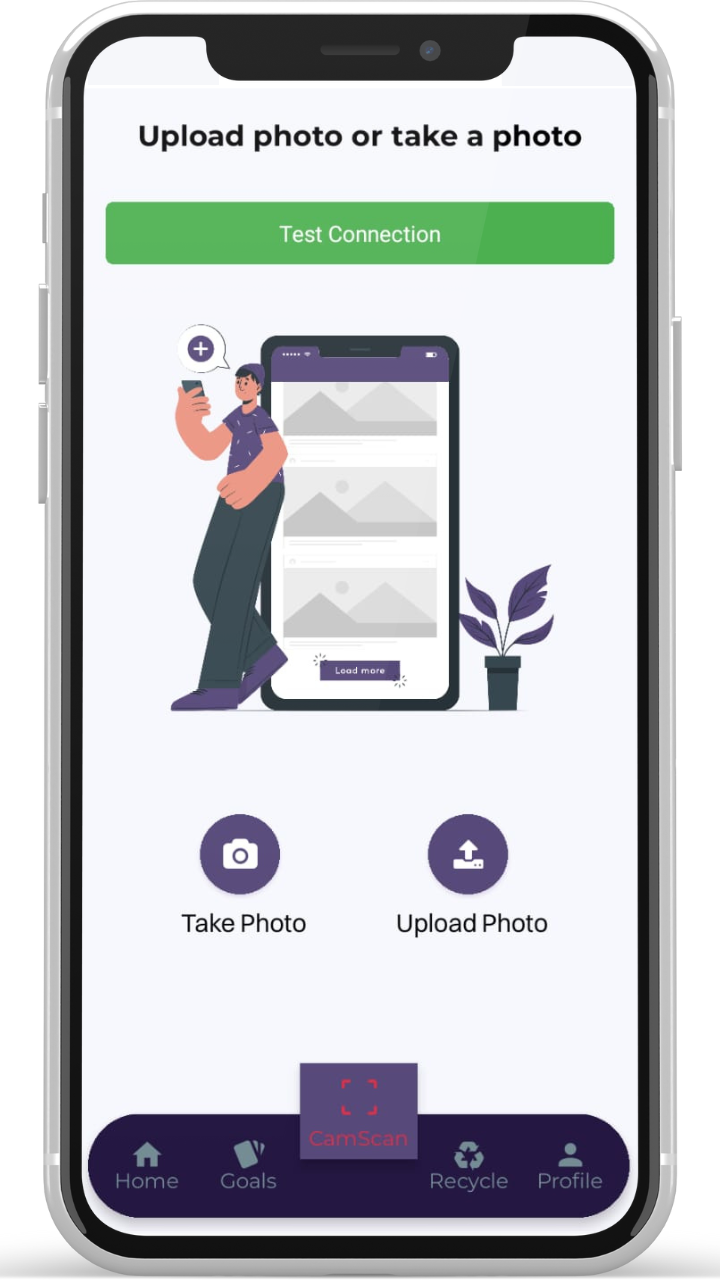 Upload photo or take a photo
Test Connection
Load more
Take Photo
Upload Photo
CamScan
Home
Goals
Recycle
Profile